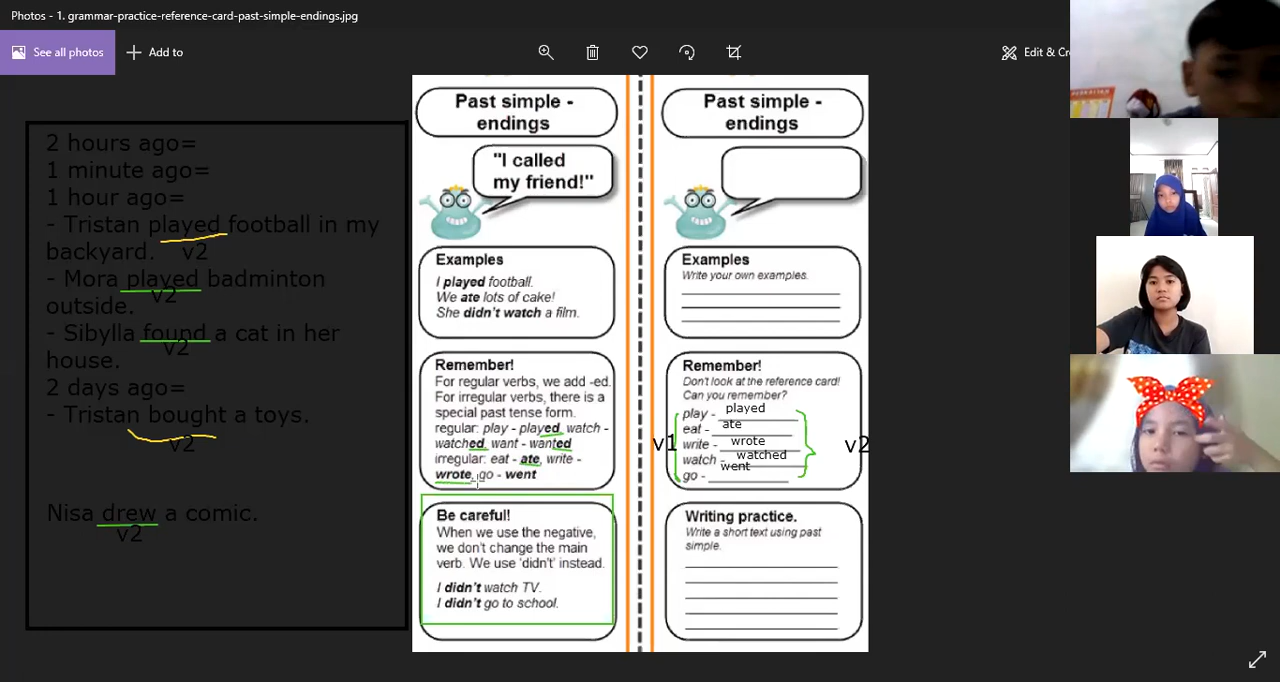 Photos - 1. grammar-practice-reference-card-past-simple-endings.jpg
See all photos
Add to
Edit & Cr
2 hours ago=
1 minute ago=
1 hour ago=
- Tristan played football in my
backyard. v2
- Mora played badminton
v2
outside.
- Sibylla found a cat in her
v2
house.
2 days ago=
- Tristan bought a toys.
v2
Nisa drew a comic.
v2
Past simple -
endings
"I called
my friend!"
Examples
I played football.
We ate lots of cake!
She didn't watch a film.
Remember!
For regular verbs, we add -ed.
For irregular verbs, there is a
special past tense form.
regular: play - played, watch -
watched, want - wanted
irregular: eat - ate, write -
wrote, go - went
Be careful!
When we use the negative,
we don't change the main
verb. We use 'didn't' instead.
I didn't watch TV.
I didn't go to school.
Past simple -
endings
Examples
Write your own examples.
Remember!
Don't look at the reference card!
Can you remember?
play - played
eat - ate
write - wrote
watch - watched
go - went
v1
v2
Writing practice.
Write a short text using past
simple.